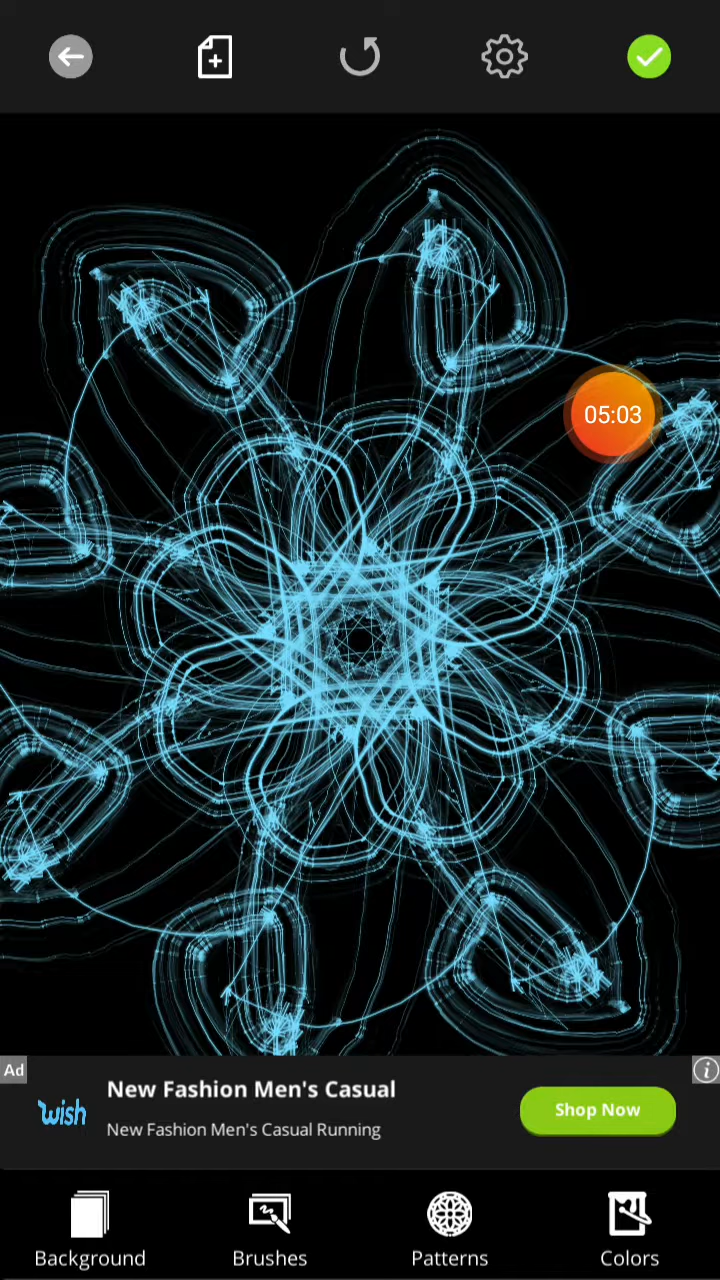 05:03
Ad
New Fashion Men's Casual
wish
Shop Now
New Fashion Men's Casual Running
Background
Brushes
Patterns
Colors